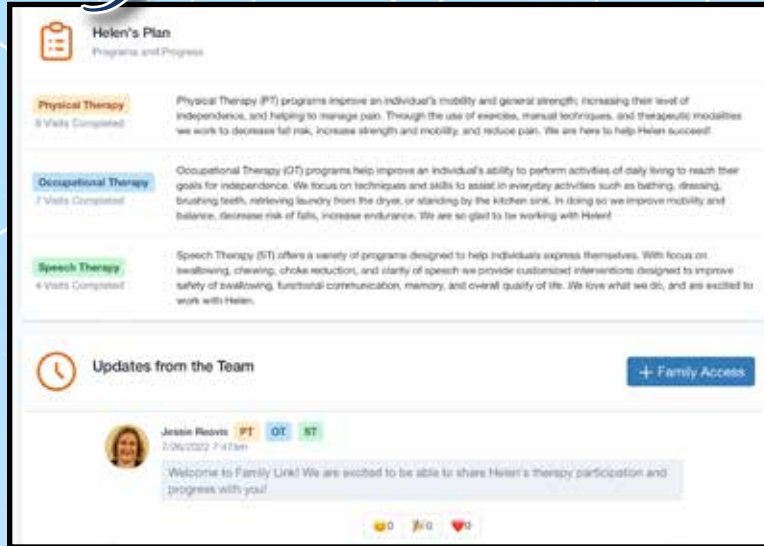 Helen's Plan
Programs and Progress
Physical Therapy
Visits Completed
Physical Therapy (PT) programs improve an individual's mobility and general strength; increasing their level of
independence, and helping to manage pain. Through the use of exercise, manual techniques, and therapeutic modalities
we work to decrease fall risk, increase strength and mobility, and reduce pain. We are here to help Helen succeed!
Occupational Therapy
7 Visits Completed
Occupational Therapy (OT) programs help improve an individual's ability to perform activities of daily living to reach their
goals for independence. We focus on techniques and skills to assist in everyday activities such as bathing, dressing,
brushing teeth, retrieving laundry from the dryer, or standing by the kitchen sink. In doing so we improve mobility and
balance, decrease risk of falls, increase endurance. We are so glad to be working with Helen!
Speech Therapy
4 Visits Completed
Speech Therapy (ST) offers a variety of programs designed to help individuals express themselves. With focus on
swallowing, chewing, choke reduction, and clarity of speech we provide customized interventions designed to improve
safety of swallowing, functional communication, memory, and overall quality of life. We love what we do, and are excited to
work with Helen.
Updates from the Team
+ Family Access
Jessie Reavis PT OT ST
7/26/2022 7:47am
Welcome to Family Link! We are excited to be able to share Helen's therapy participation and
progress with you!
0 0 0